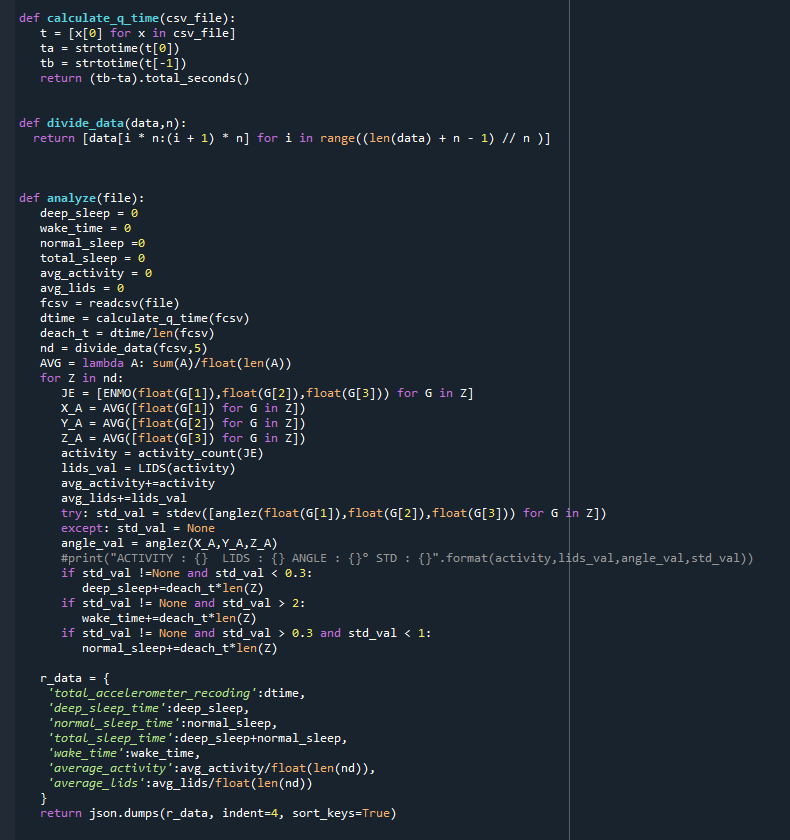 def calculate_q_time(csv_file):
   t = [x[0] for x in csv_file]
   ta = strtotime(t[0])
   tb = strtotime(t[-1])
   return (tb-ta).total_seconds()
def divide_data(data,n):
  return [data[i * n:(i + 1) * n] for i in range((len(data) + n - 1) // n )]
def analyze(file):
   deep_sleep = 0
   wake_time = 0
   normal_sleep =0
   total_sleep = 0
   avg_activity = 0
   avg_lids = 0
   fcsv = readcsv(file)
   dtime = calculate_q_time(fcsv)
   deach_t = dtime/len(fcsv)
   nd = divide_data(fcsv,5)
   AVG = lambda A: sum(A)/float(len(A))
   for Z in nd:
      JE = [ENMO(float(G[1]),float(G[2]),float(G[3])) for G in Z]
      X_A = AVG([float(G[1]) for G in Z])
      Y_A = AVG([float(G[2]) for G in Z])
      Z_A = AVG([float(G[3]) for G in Z])
      activity = activity_count(JE)
      lids_val = LIDS(activity)
      avg_activity+=activity
      avg_lids+=lids_val
      try: std_val = stdev([anglez(float(G[1]),float(G[2]),float(G[3])) for G in Z])
      except: std_val = None
      angle_val = anglez(X_A,Y_A,Z_A)
      #print("ACTIVITY : {}  LIDS : {} ANGLE : {}° STD : {}".format(activity,lids_val,angle_val,std_val))
      if std_val !=None and std_val < 0.3:
         deep_sleep+=deach_t*len(Z)
      if std_val != None and std_val > 2:
         wake_time+=deach_t*len(Z)
      if std_val != None and std_val > 0.3 and std_val < 1:
         normal_sleep+=deach_t*len(Z)
   r_data = {
    'total_accelerometer_recoding':dtime,
    'deep_sleep_time':deep_sleep,
    'normal_sleep_time':normal_sleep,
    'total_sleep_time':deep_sleep+normal_sleep,
    'wake_time':wake_time,
    'average_activity':avg_activity/float(len(nd)),
    'average_lids':avg_lids/float(len(nd))
   }
   return json.dumps(r_data, indent=4, sort_keys=True)